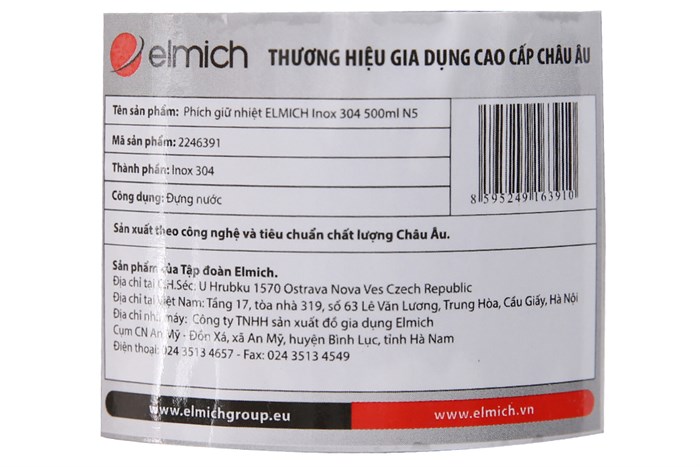 elmich THƯƠNG HIỆU GIA DỤNG CAO CẤP CHÂU ÂU
Tên sản phẩm: Phích giữ nhiệt ELMICH Inox 304 500ml N5
Mã sản phẩm: 2246391
Thành phần: Inox 304
Công dụng: Đựng nước
8 595249 163910
Sản xuất theo công nghệ và tiêu chuẩn chất lượng Châu Âu.
Sản phẩm của Tập đoàn Elmich.
Địa chỉ tại C.H.Séc: U Hrubku 1570 Ostrava Nova Ves Czech Republic
Địa chỉ tại Việt Nam: Tầng 17, tòa nhà 319, số 63 Lê Văn Lương, Trung Hòa, Cầu Giấy, Hà Nội
Địa chỉ nhà máy: Công ty TNHH sản xuất đồ gia dụng Elmich
Cụm CN An Mỹ - Đồn Xá, xã An Mỹ, huyện Bình Lục, tỉnh Hà Nam
Điện thoại: 024 3513 4657 - Fax: 024 3513 4549
www.elmichgroup.eu www.elmich.vn